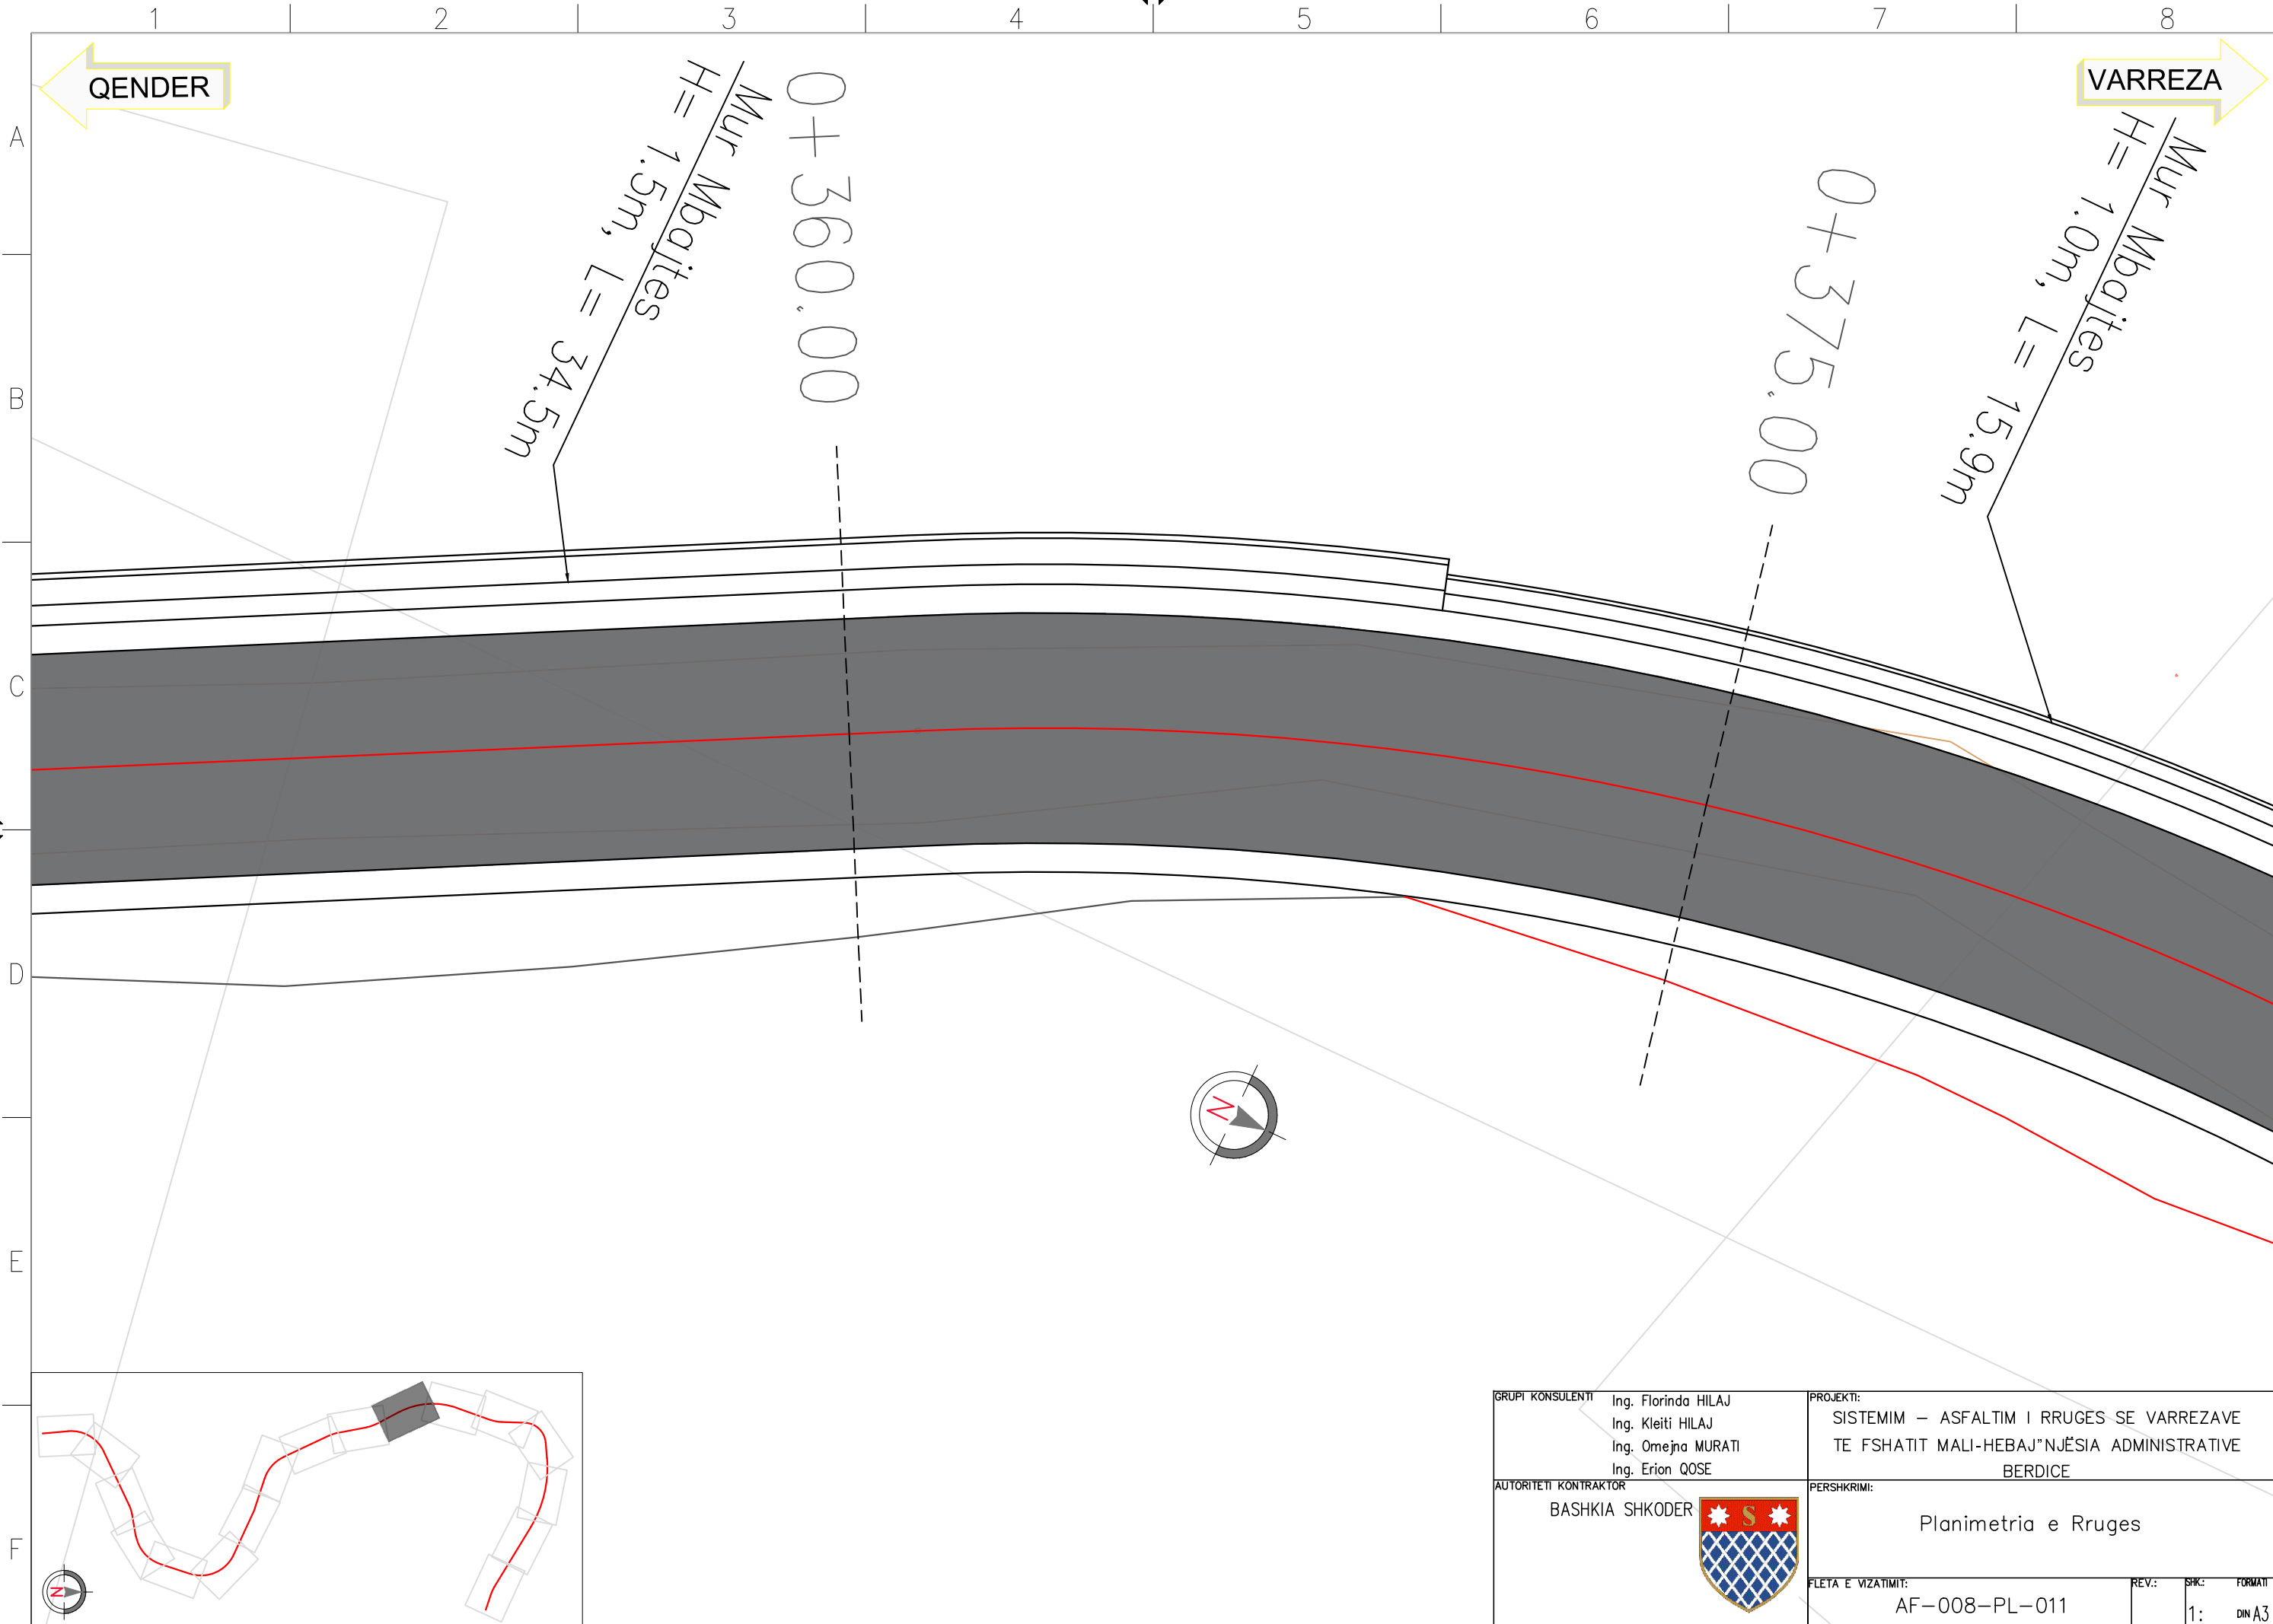 1 2 3 4 5 6 7 8
QENDER
VARREZA
A
B
C
D
E
F
Mur Mbajtes
H= 1.5m, L= 34.5m
0+360.00
0+375.00
Mur Mbajtes
H= 1.0m, L= 15.9m
N
N
GRUPI KONSULENTI
Ing. Florinda HILAJ
Ing. Kleiti HILAJ
Ing. Omejna MURATI
Ing. Erion QOSE
AUTORITETI KONTRAKTOR
BASHKIA SHKODER
S
PROJEKTI:
SISTEMIM – ASFALTIM I RRUGES SE VARREZAVE
TE FSHATIT MALI-HEBAJ"NJËSIA ADMINISTRATIVE
BERDICE
PERSHKRIMI:
Planimetria e Rruges
FLETA E VIZATIMIT:
AF–008–PL–011
REV.:
SHK.:
1:
FORMATI
DIN A3